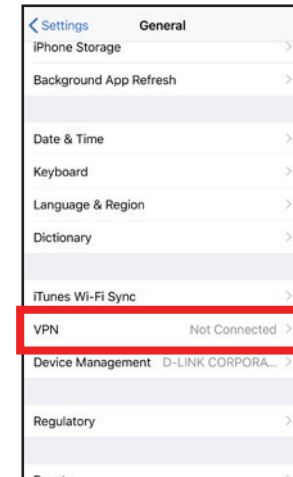 Settings General
iPhone Storage
Background App Refresh
Date & Time
Keyboard
Language & Region
Dictionary
iTunes Wi-Fi Sync
VPN Not Connected
Device Management D-LINK CORPORA...
Regulatory